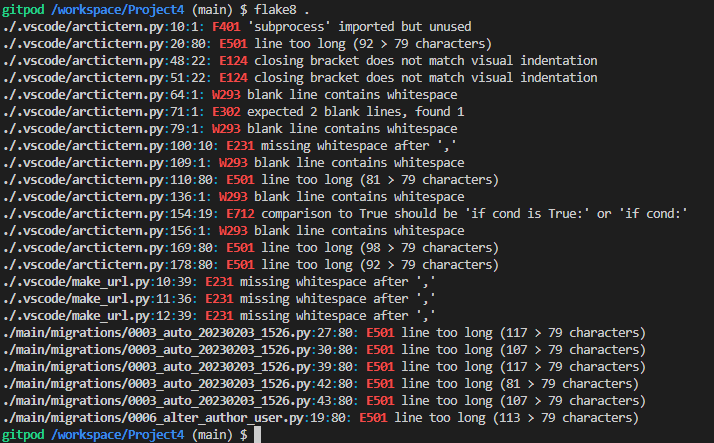 gitpod /workspace/Project4 (main) $ flake8 .
./.vscode/arctictern.py:10:1: F401 'subprocess' imported but unused
./.vscode/arctictern.py:20:80: E501 line too long (92 > 79 characters)
./.vscode/arctictern.py:48:22: E124 closing bracket does not match visual indentation
./.vscode/arctictern.py:51:22: E124 closing bracket does not match visual indentation
./.vscode/arctictern.py:64:1: W293 blank line contains whitespace
./.vscode/arctictern.py:71:1: E302 expected 2 blank lines, found 1
./.vscode/arctictern.py:79:1: W293 blank line contains whitespace
./.vscode/arctictern.py:100:10: E231 missing whitespace after ','
./.vscode/arctictern.py:109:1: W293 blank line contains whitespace
./.vscode/arctictern.py:110:80: E501 line too long (81 > 79 characters)
./.vscode/arctictern.py:136:1: W293 blank line contains whitespace
./.vscode/arctictern.py:154:19: E712 comparison to True should be 'if cond is True:' or 'if cond:'
./.vscode/arctictern.py:156:1: W293 blank line contains whitespace
./.vscode/arctictern.py:169:80: E501 line too long (98 > 79 characters)
./.vscode/arctictern.py:178:80: E501 line too long (92 > 79 characters)
./.vscode/make_url.py:10:39: E231 missing whitespace after ','
./.vscode/make_url.py:11:36: E231 missing whitespace after ','
./.vscode/make_url.py:12:39: E231 missing whitespace after ','
./main/migrations/0003_auto_20230203_1526.py:27:80: E501 line too long (117 > 79 characters)
./main/migrations/0003_auto_20230203_1526.py:30:80: E501 line too long (107 > 79 characters)
./main/migrations/0003_auto_20230203_1526.py:39:80: E501 line too long (117 > 79 characters)
./main/migrations/0003_auto_20230203_1526.py:42:80: E501 line too long (81 > 79 characters)
./main/migrations/0003_auto_20230203_1526.py:43:80: E501 line too long (107 > 79 characters)
./main/migrations/0006_alter_author_user.py:19:80: E501 line too long (113 > 79 characters)
gitpod /workspace/Project4 (main) $